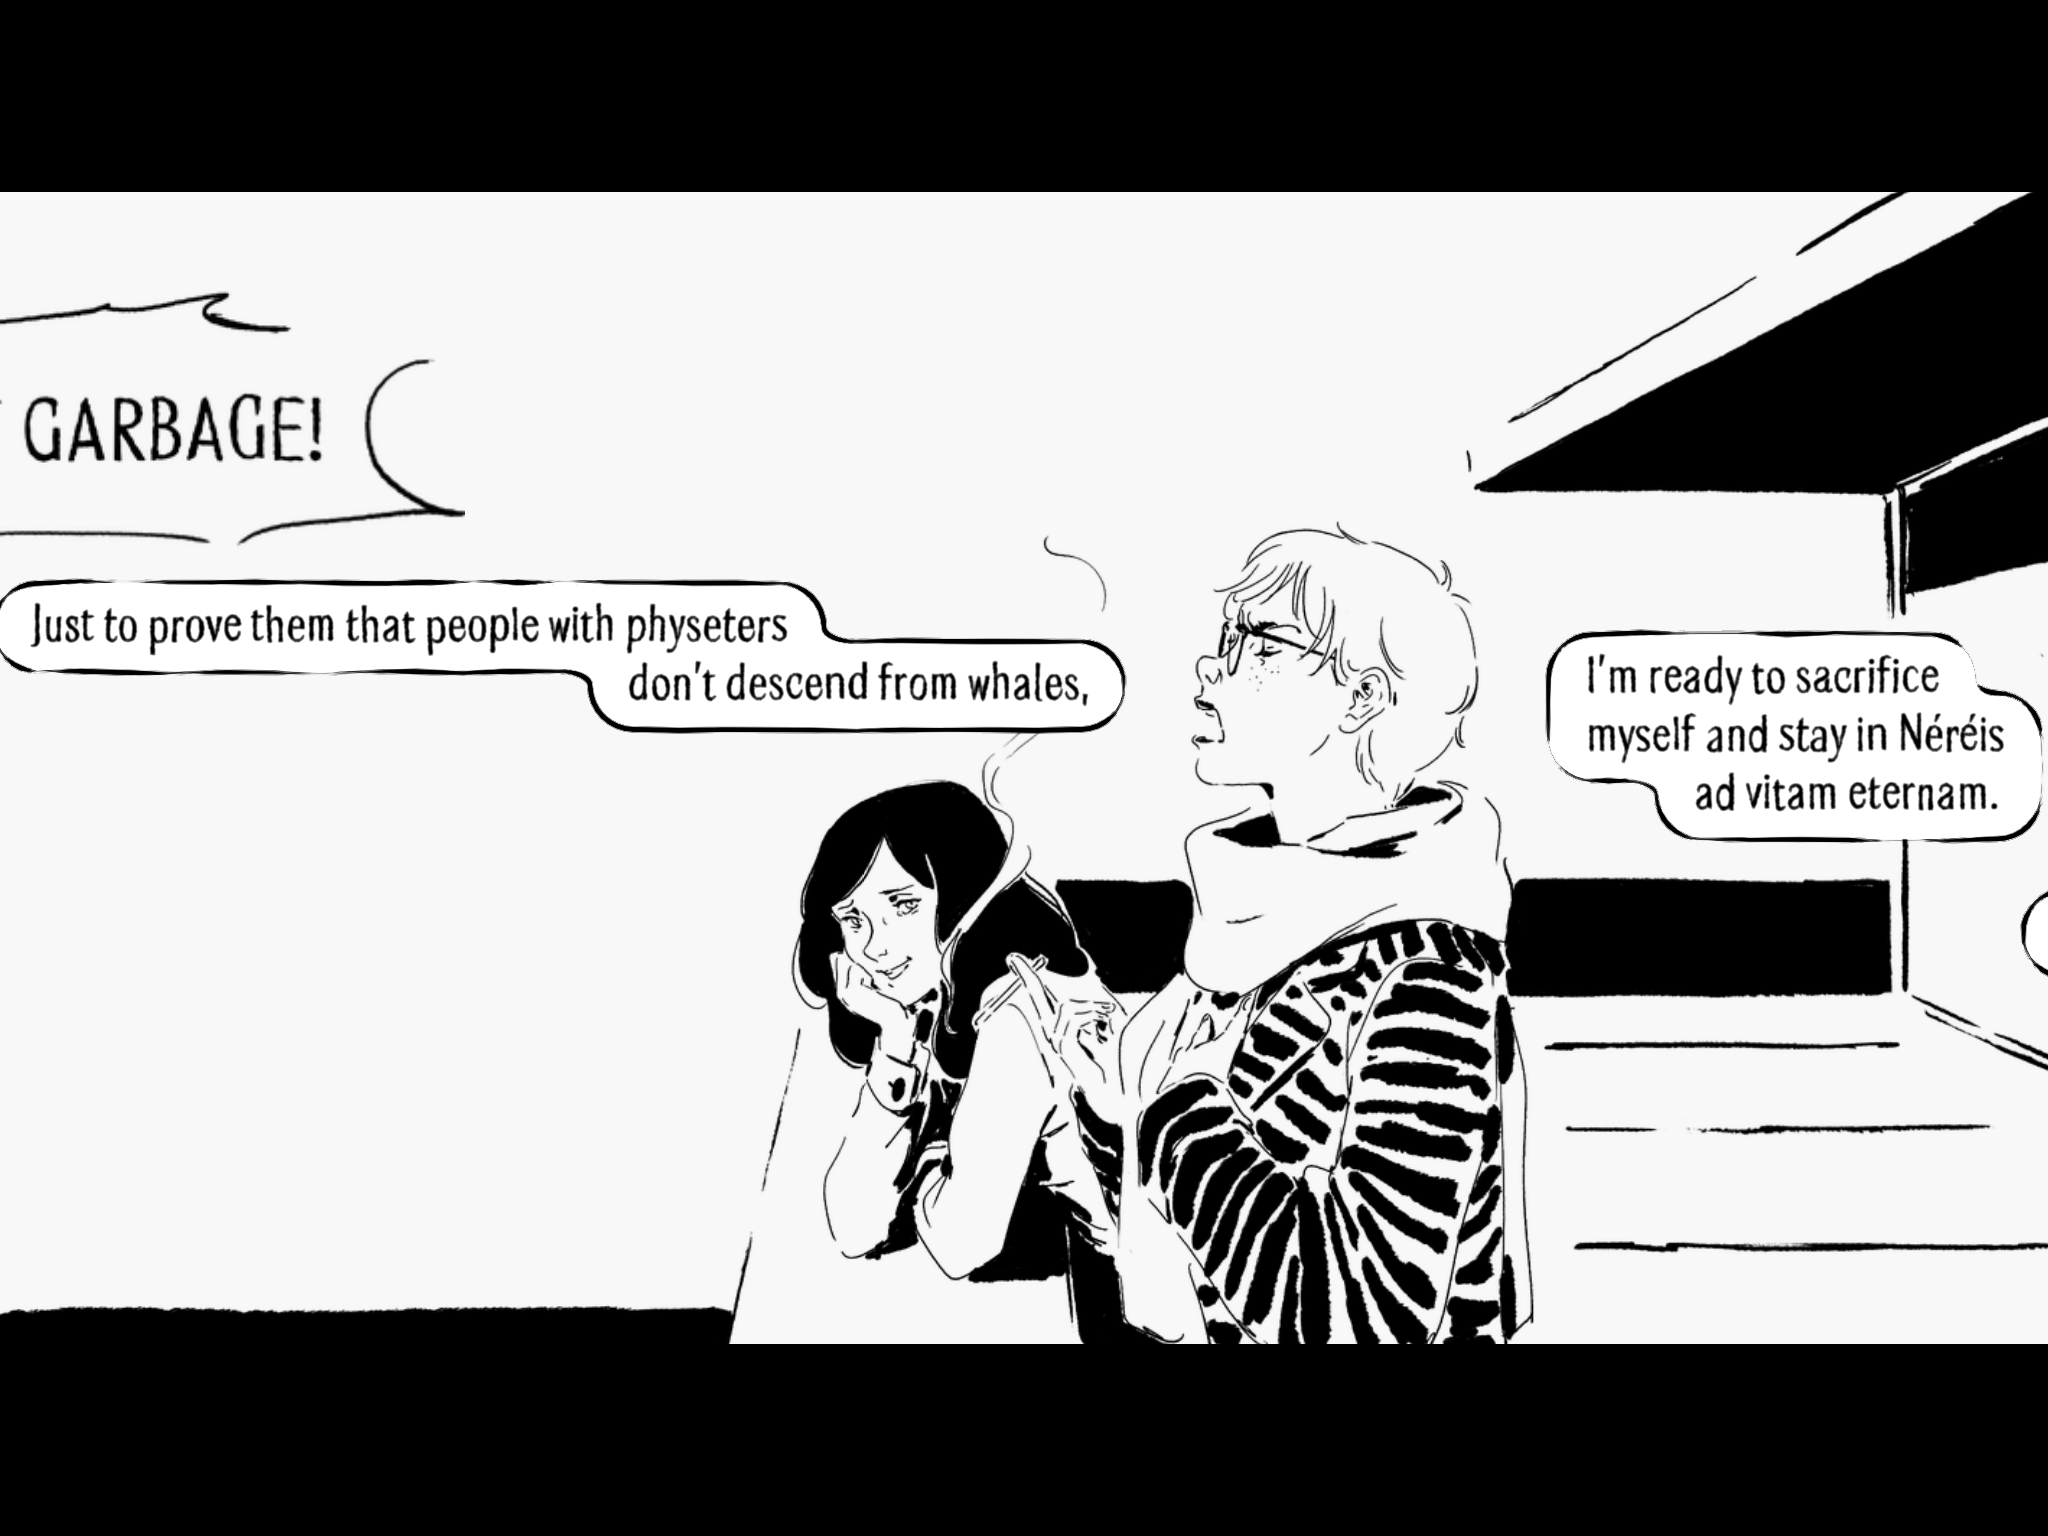 GARBAGE!
Just to prove them that people with physeters
don't descend from whales,
I'm ready to sacrifice
myself and stay in Néréis
ad vitam eternam.